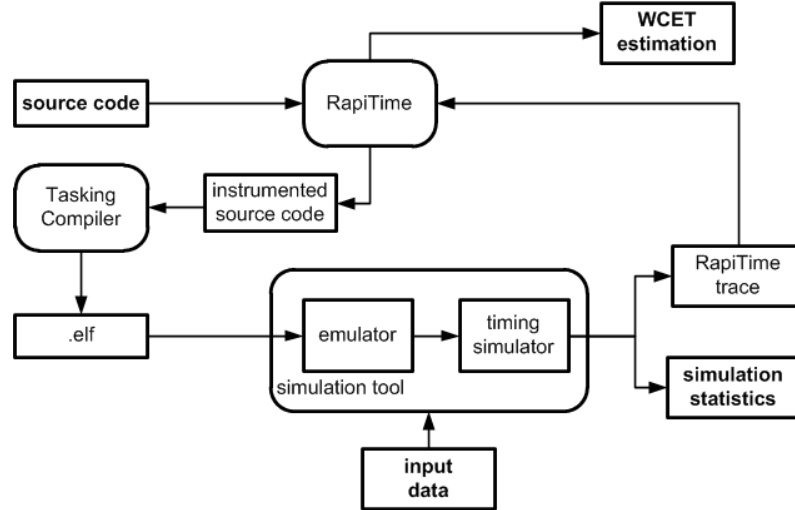 WCET
estimation
source code
RapiTime
Tasking
Compiler
instrumented
source code
RapiTime
trace
.elf
emulator
timing
simulator
simulation tool
simulation
statistics
input
data